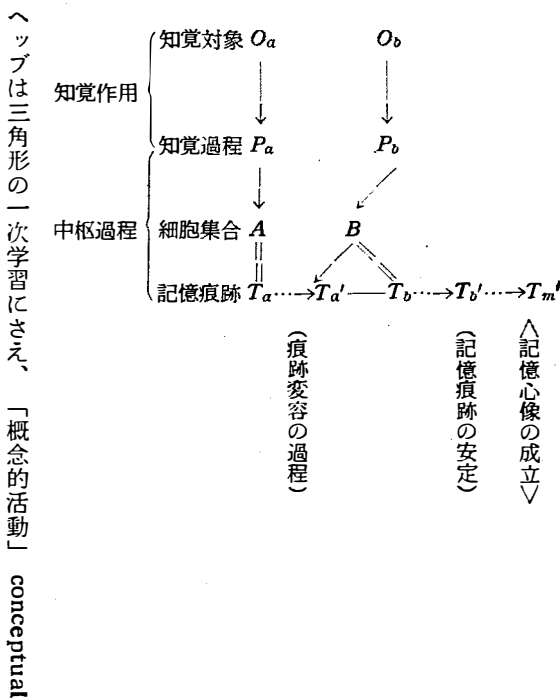 知覚対象 Oa Ob
知覚作用
知覚過程 Pa Pb
中枢過程 細胞集合 A B
記憶痕跡 Ta……→Ta′——Tb……→Tb′……→Tm′
（痕跡変容の過程）
（記憶痕跡の安定）
〈記憶心像の成立〉
ヘッブは三角形の一次学習にさえ、「概念的活動」conceptual